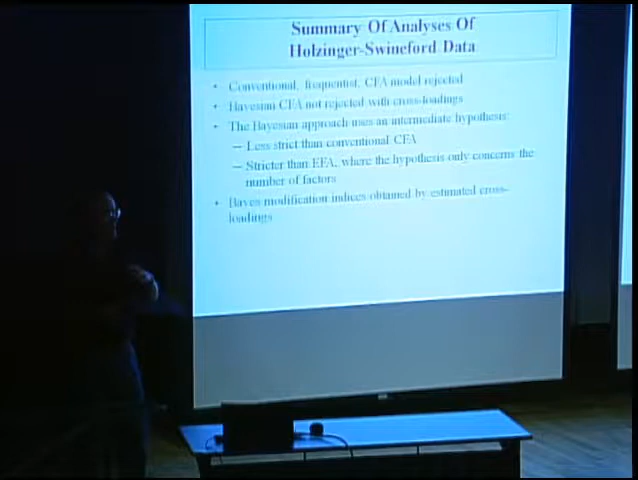 Summary Of Analyses Of
Holzinger-Swineford Data
• Conventional, frequentist, CFA model rejected
• Bayesian CFA not rejected with cross-loadings
• The Bayesian approach uses an intermediate hypothesis:
– Less strict than conventional CFA
– Stricter than EFA, where the hypothesis only concerns the
number of factors
• Bayes modification indices obtained by estimated cross-
loadings